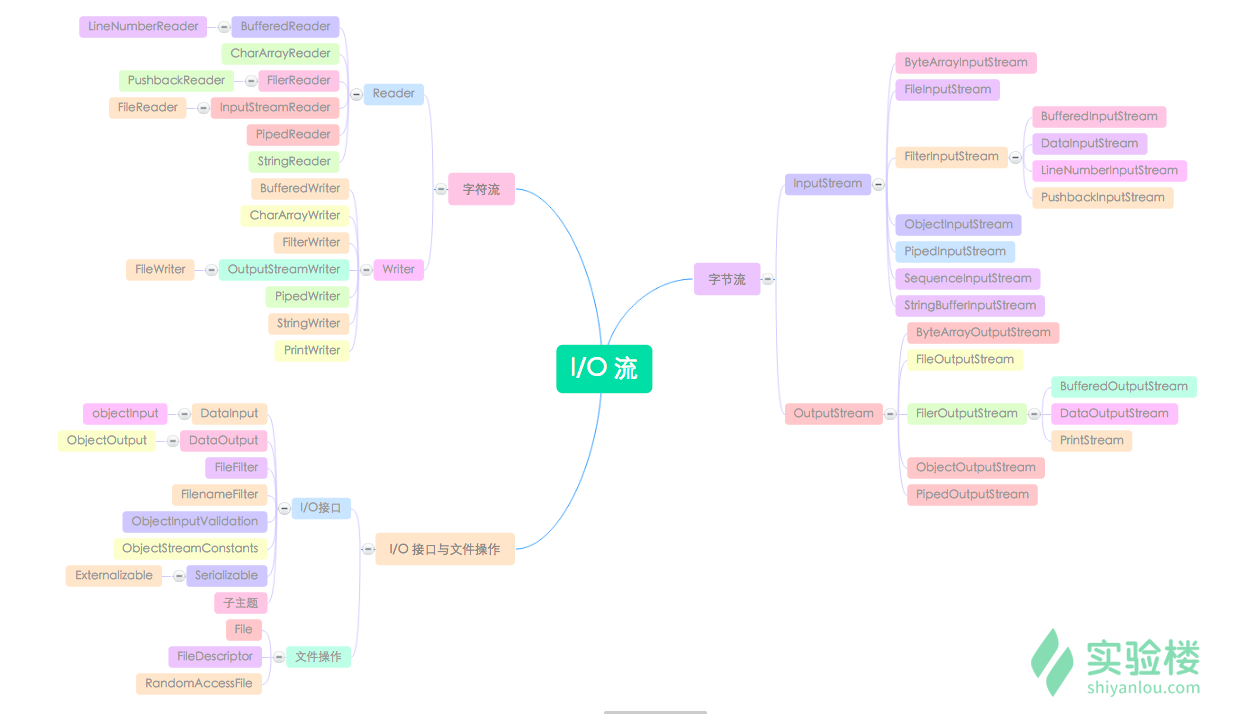 LineNumberReader
BufferedReader
CharArrayReader
PushbackReader
FilerReader
FileReader
InputStreamReader
PipedReader
StringReader
Reader
BufferedWriter
CharArrayWriter
FilterWriter
FileWriter
OutputStreamWriter
PipedWriter
StringWriter
PrintWriter
Writer
字符流
ByteArrayInputStream
FileInputStream
FilterInputStream
BufferedInputStream
DataInputStream
LineNumberInputStream
PushbackInputStream
ObjectInputStream
PipedInputStream
SequenceInputStream
StringBufferInputStream
InputStream
字节流
ByteArrayOutputStream
FileOutputStream
FilerOutputStream
BufferedOutputStream
DataOutputStream
PrintStream
ObjectOutputStream
PipedOutputStream
OutputStream
I/O 流
objectInput
DataInput
ObjectOutput
DataOutput
FileFilter
FilenameFilter
ObjectInputValidation
ObjectStreamConstants
Externalizable
Serializable
子主题
I/O接口
I/O 接口与文件操作
File
FileDescriptor
RandomAccessFile
文件操作
实验楼
shiyanlou.com